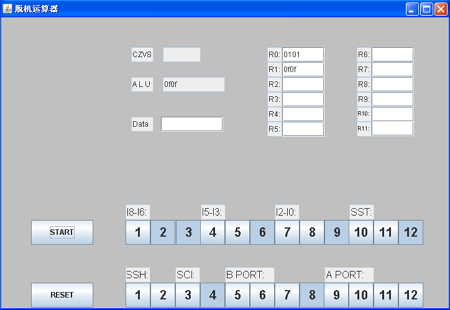 脱机运算器
CZVS
A L U 0f0f
Data
R0: 0101
R1: 0f0f
R2:
R3:
R4:
R5:
R6:
R7:
R8:
R9:
R10:
R11:
I8-I6: I5-I3: I2-I0: SST:
START 1 2 3 4 5 6 7 8 9 10 11 12
SSH: SCI: B PORT: A PORT:
RESET 1 2 3 4 5 6 7 8 9 10 11 12